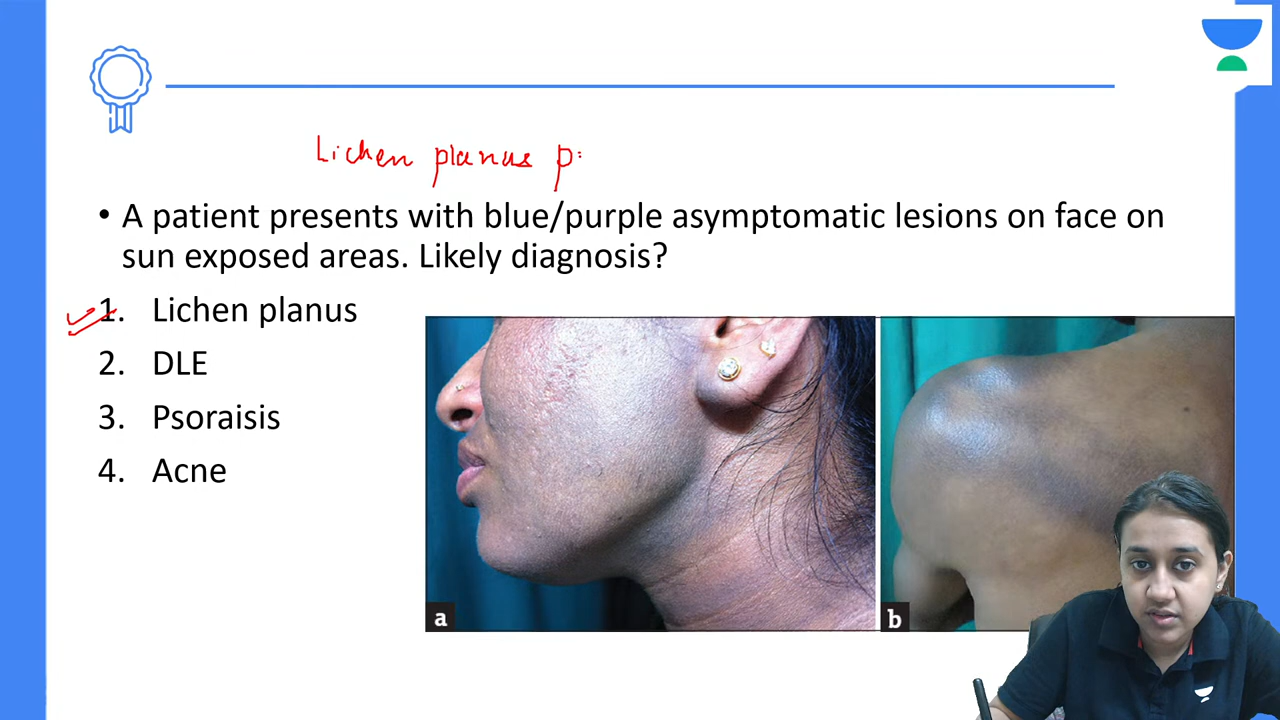 Lichen planus p
• A patient presents with blue/purple asymptomatic lesions on face on
sun exposed areas. Likely diagnosis?
1. Lichen planus
2. DLE
3. Psoraisis
4. Acne
a
b